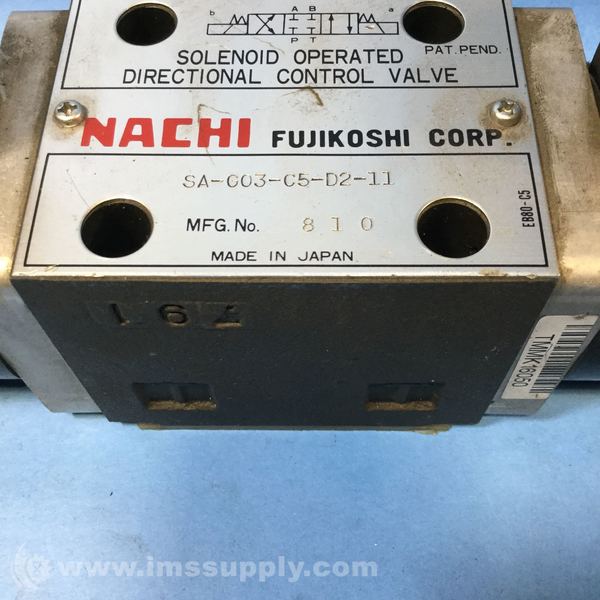 b A B a
P T
PAT. PEND.
SOLENOID OPERATED
DIRECTIONAL CONTROL VALVE
NACHI FUJIKOSHI CORP.
SA-G03-C5-D2-11
MFG. No. 8 1 0
MADE IN JAPAN
EB80-C5
TMMK16060
www.imssupply.com